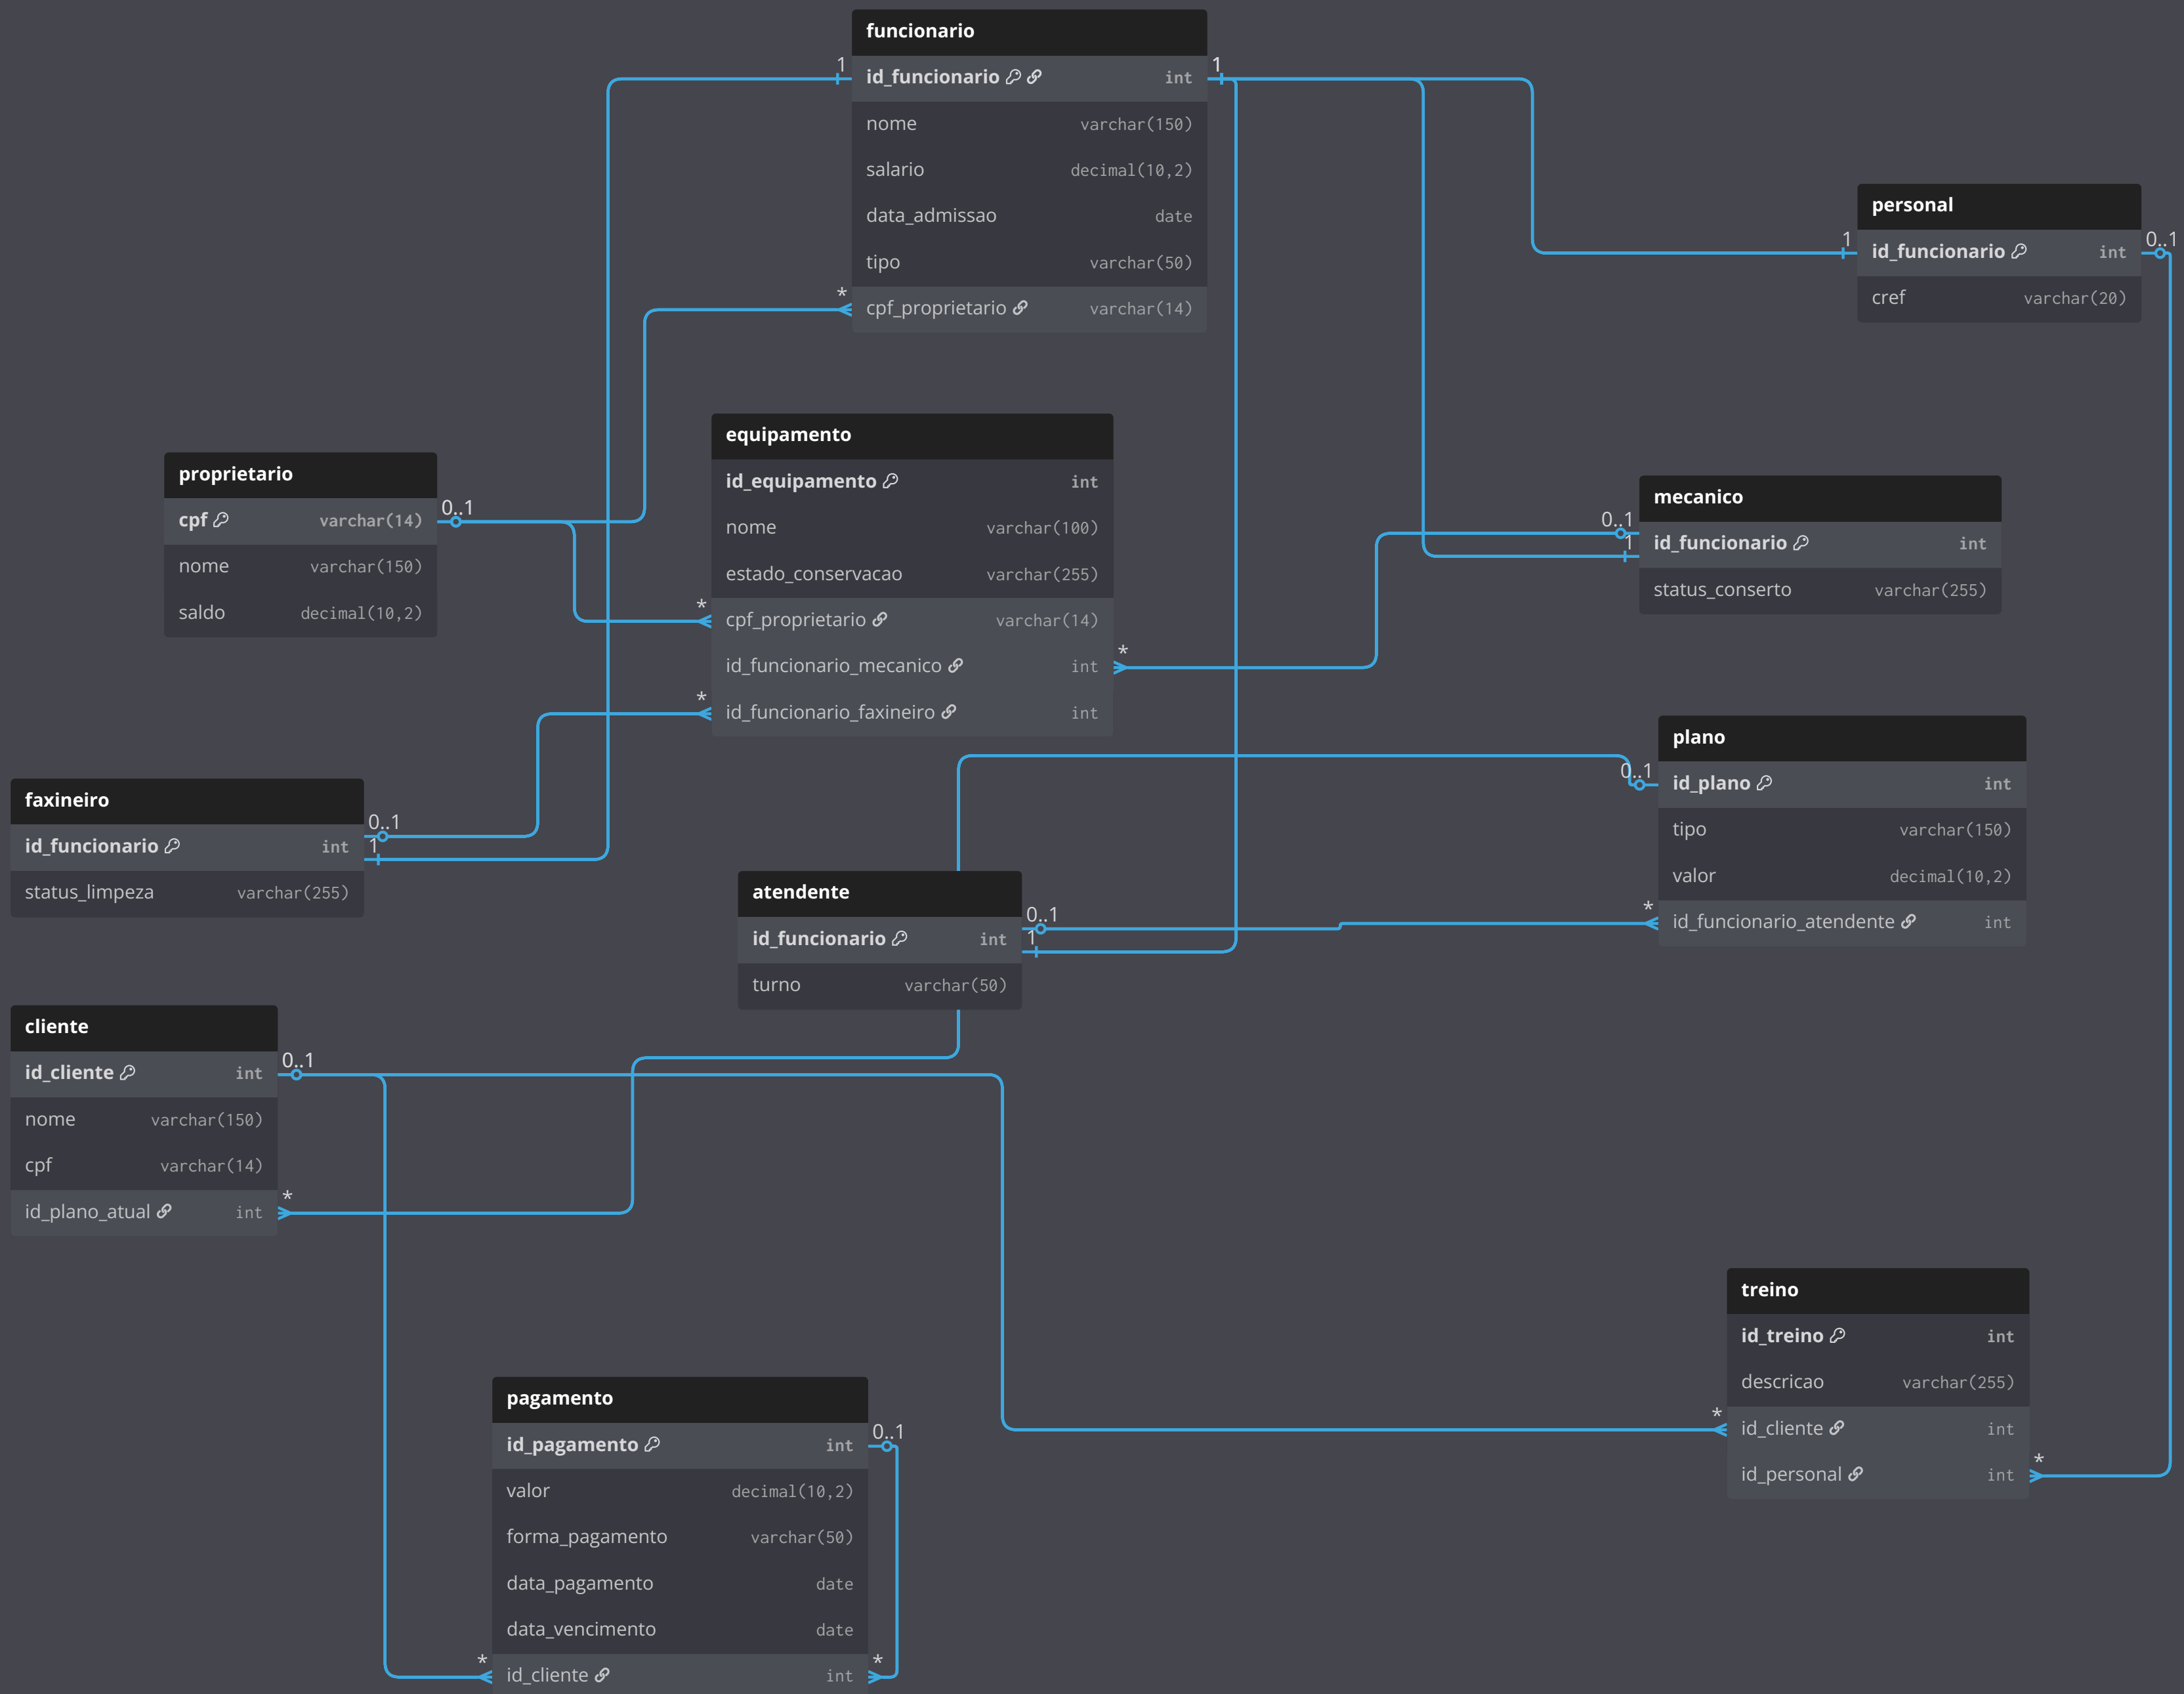 funcionario
1
id_funcionario int
1
nome varchar(150)
salario decimal(10,2)
data_admissao date
tipo varchar(50)
*
cpf_proprietario varchar(14)
personal
1
id_funcionario int
0..1
cref varchar(20)
equipamento
id_equipamento int
nome varchar(100)
estado_conservacao varchar(255)
*
cpf_proprietario varchar(14)
*
id_funcionario_mecanico int
*
id_funcionario_faxineiro int
proprietario
0..1
cpf varchar(14)
nome varchar(150)
saldo decimal(10,2)
mecanico
0..1
1
id_funcionario int
status_conserto varchar(255)
plano
0..1
id_plano int
tipo varchar(150)
valor decimal(10,2)
*
id_funcionario_atendente int
faxineiro
0..1
1
id_funcionario int
status_limpeza varchar(255)
atendente
0..1
1
id_funcionario int
turno varchar(50)
cliente
0..1
id_cliente int
nome varchar(150)
cpf varchar(14)
*
id_plano_atual int
treino
id_treino int
descricao varchar(255)
*
id_cliente int
*
id_personal int
pagamento
0..1
id_pagamento int
valor decimal(10,2)
forma_pagamento varchar(50)
data_pagamento date
data_vencimento date
*
*
id_cliente int